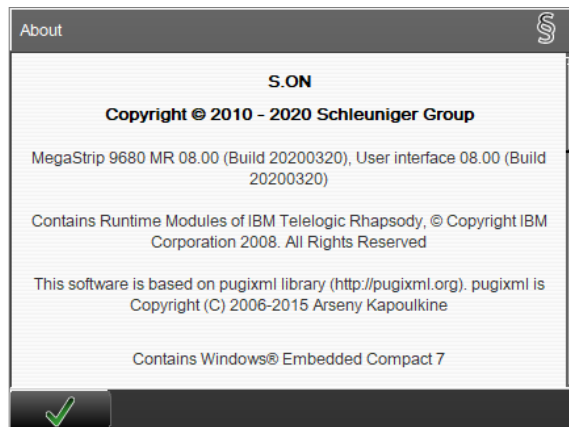 About
§
S.ON
Copyright © 2010 - 2020 Schleuniger Group
MegaStrip 9680 MR 08.00 (Build 20200320), User interface 08.00 (Build
20200320)
Contains Runtime Modules of IBM Telelogic Rhapsody, © Copyright IBM
Corporation 2008. All Rights Reserved
This software is based on pugixml library (http://pugixml.org). pugixml is
Copyright (C) 2006-2015 Arseny Kapoulkine
Contains Windows® Embedded Compact 7